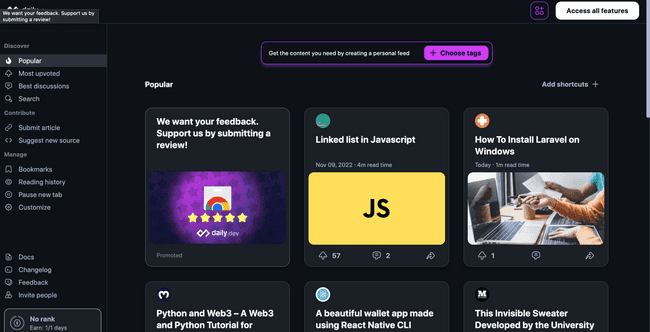 We want your feedback. Support us by
submitting a review!
Access all features
Get the content you need by creating a personal feed
Choose tags
Discover
Popular
Most upvoted
Best discussions
Search
Contribute
Submit article
Suggest new source
Manage
Bookmarks
Reading history
Pause new tab
Customize
Docs
Changelog
Feedback
Invite people
No rank
Earn: 1/1 days
Popular
Add shortcuts
We want your feedback.
Support us by submitting a
review!
daily.dev
Promoted
Linked list in Javascript
Nov 09, 2022 · 4m read time
JS
57
2
How To Install Laravel on
Windows
Today · 1m read time
1
Python and Web3 – A Web3
and Python Tutorial for
A beautiful wallet app made
using React Native CLI
M
This Invisible Sweater
Developed by the University